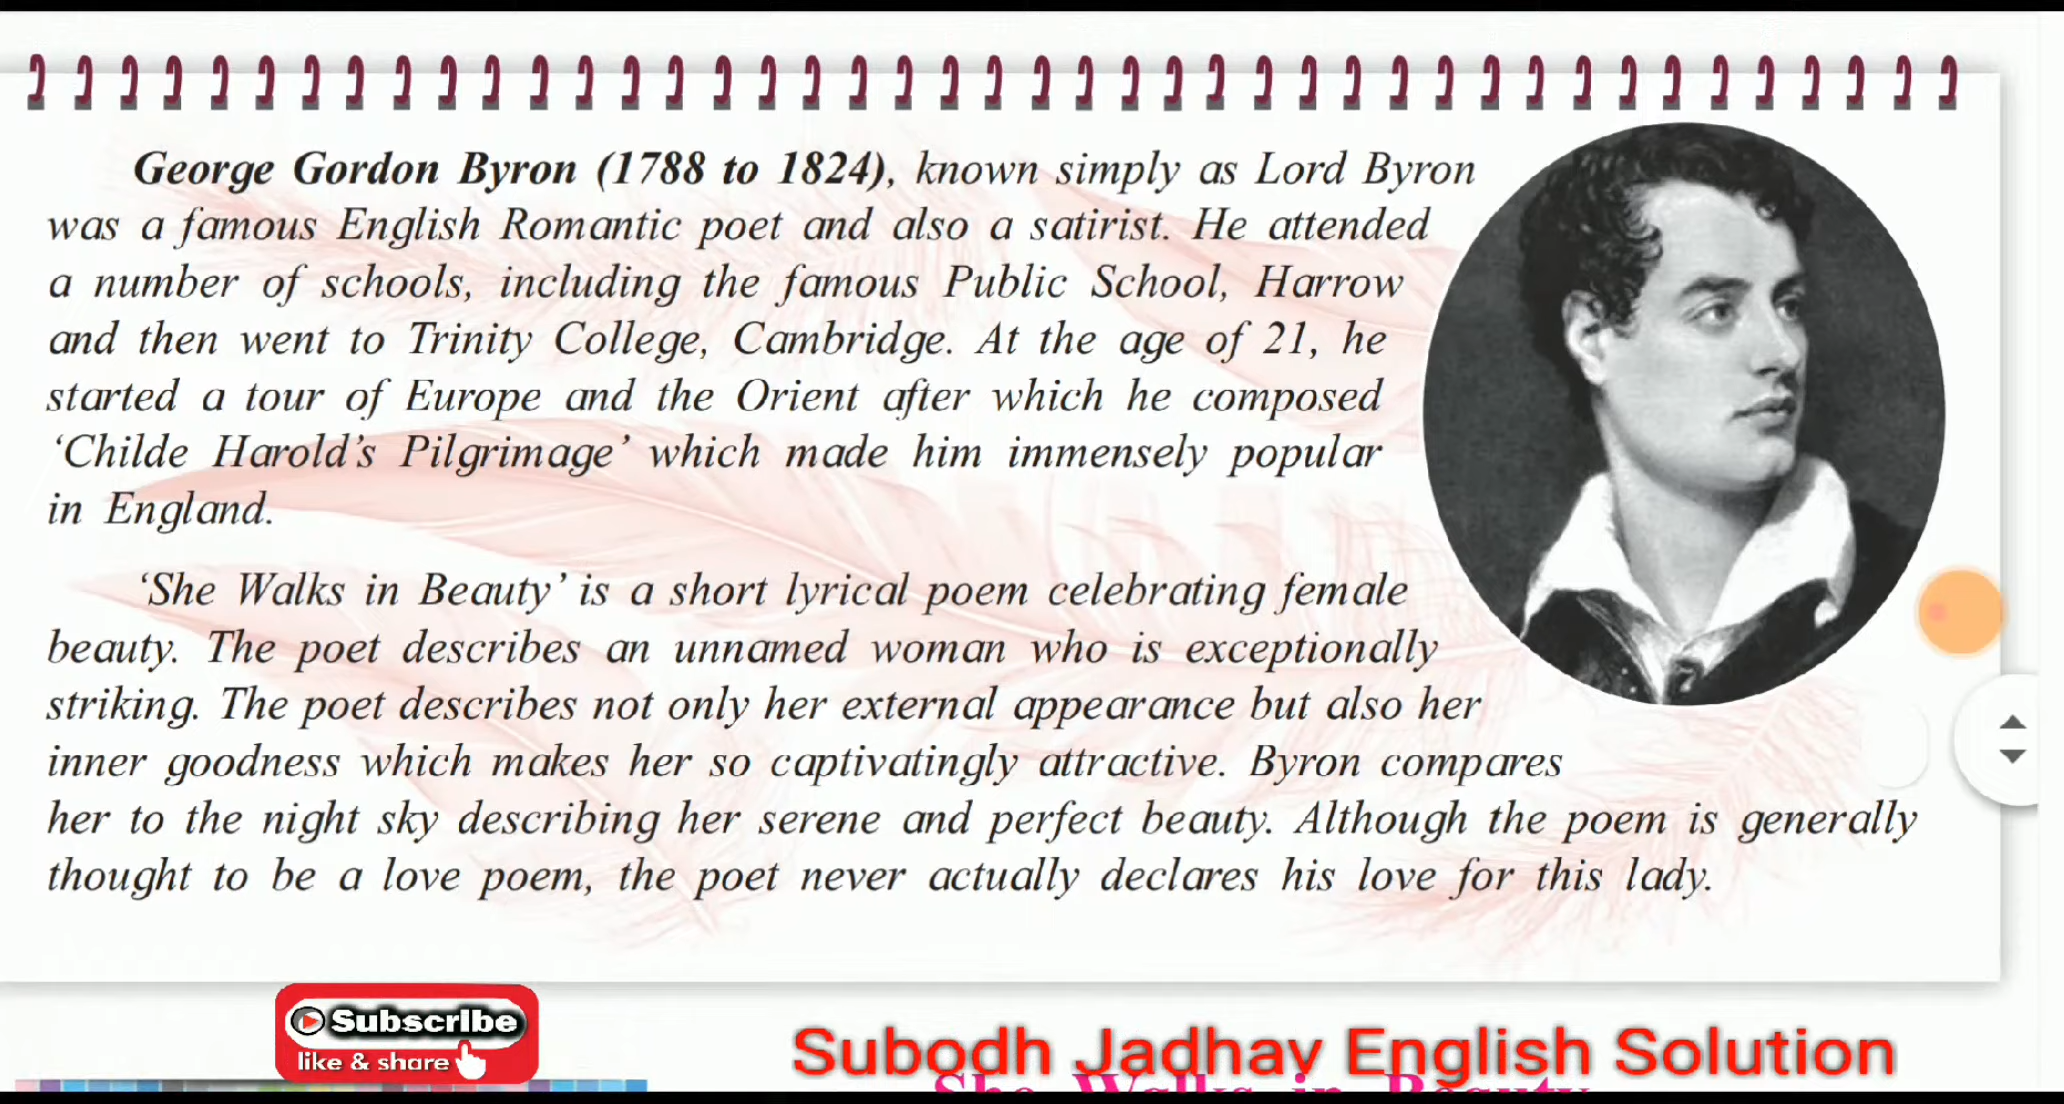 George Gordon Byron (1788 to 1824), known simply as Lord Byron
was a famous English Romantic poet and also a satirist. He attended
a number of schools, including the famous Public School, Harrow
and then went to Trinity College, Cambridge. At the age of 21, he
started a tour of Europe and the Orient after which he composed
‘Childe Harold’s Pilgrimage’ which made him immensely popular
in England.
‘She Walks in Beauty’ is a short lyrical poem celebrating female
beauty. The poet describes an unnamed woman who is exceptionally
striking. The poet describes not only her external appearance but also her
inner goodness which makes her so captivatingly attractive. Byron compares
her to the night sky describing her serene and perfect beauty. Although the poem is generally
thought to be a love poem, the poet never actually declares his love for this lady.
Subscribe
like & share
Subodh Jadhav English Solution
She Walks in Beauty